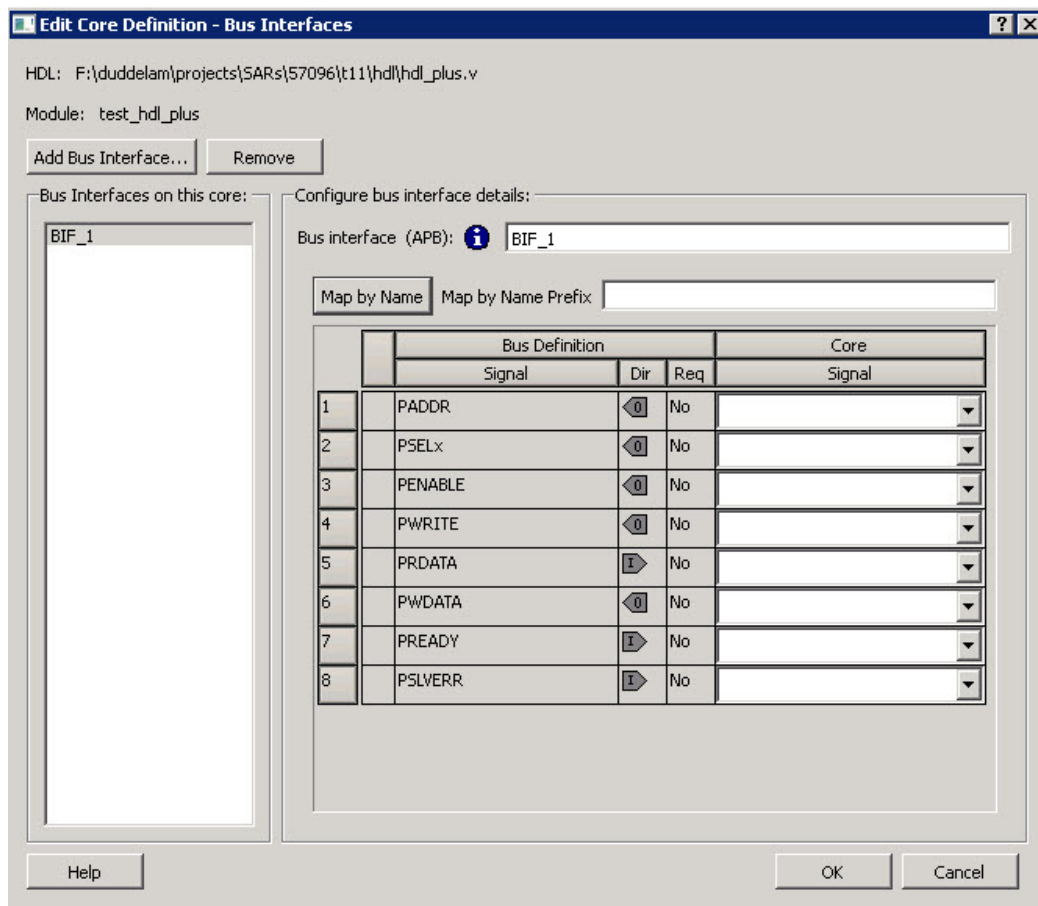 Edit Core Definition - Bus Interfaces
HDL: F:\duddelam\projects\SARs\57096\t11\hdl\hdl_plus.v
Module: test_hdl_plus
Add Bus Interface... Remove
Bus Interfaces on this core:
BIF_1
Configure bus interface details:
Bus interface (APB): BIF_1
Map by Name Map by Name Prefix
Bus Definition Core
Signal Dir Req Signal
1 PADDR O No
2 PSELx O No
3 PENABLE O No
4 PWRITE O No
5 PRDATA I No
6 PWDATA O No
7 PREADY I No
8 PSLVERR I No
Help OK Cancel